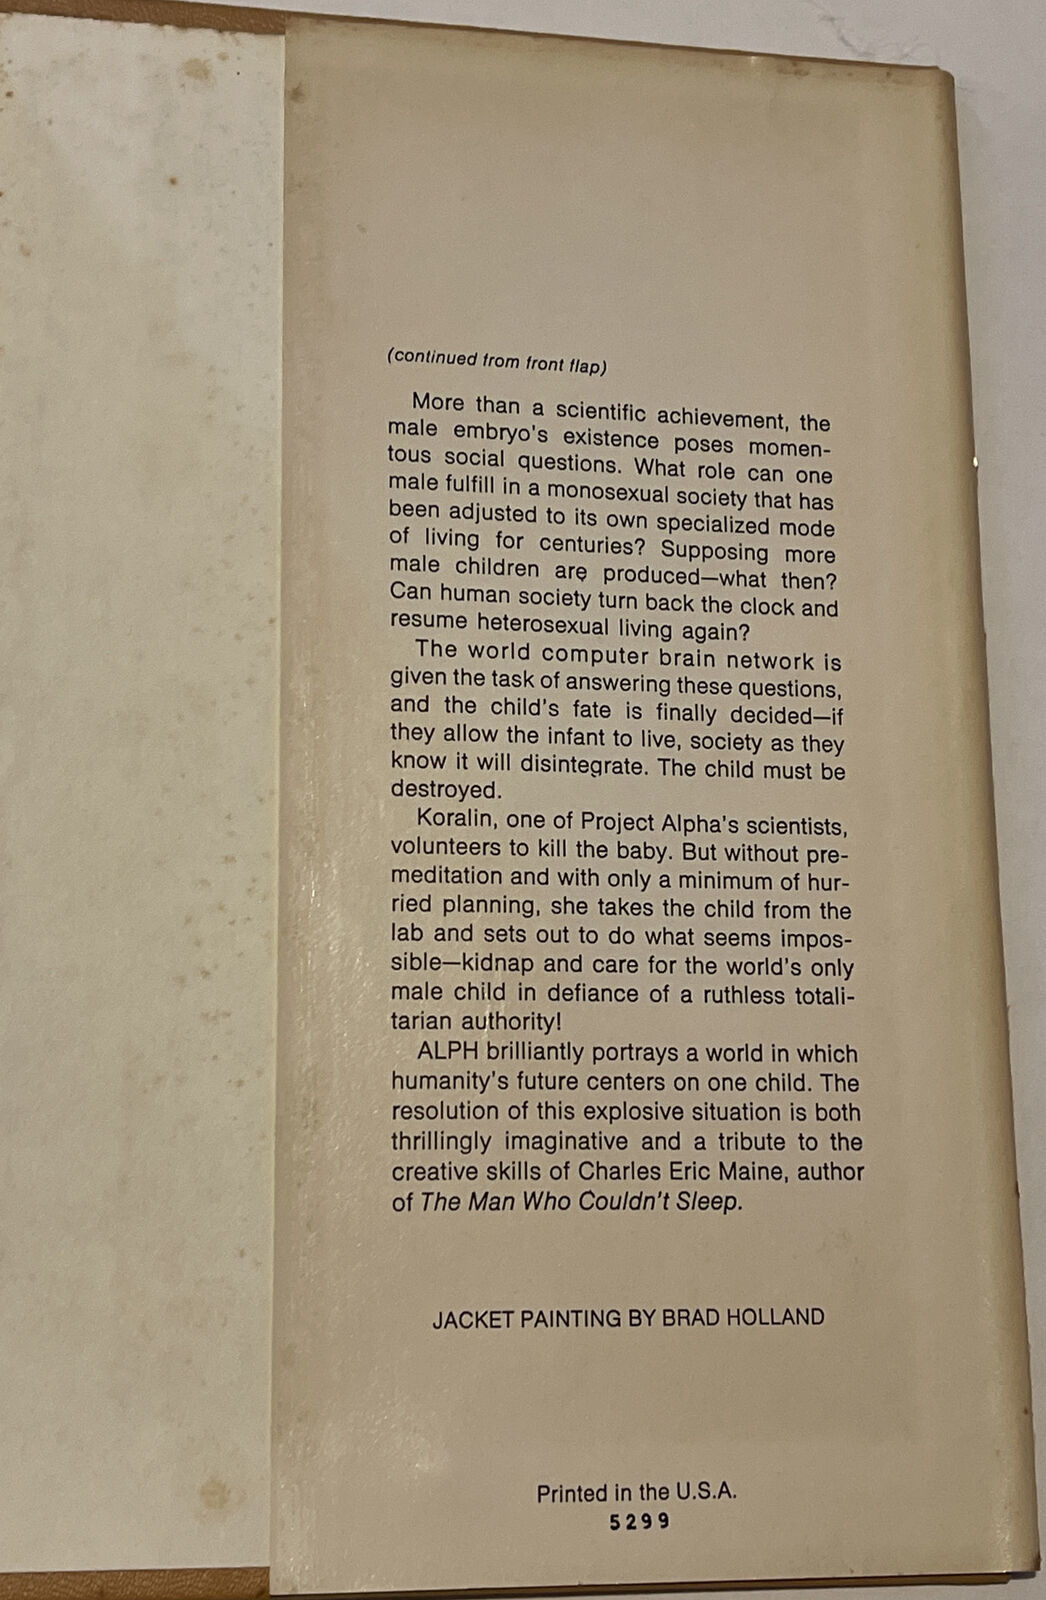 (continued from front flap)
More than a scientific achievement, the
male embryo's existence poses momen-
tous social questions. What role can one
male fulfill in a monosexual society that has
been adjusted to its own specialized mode
of living for centuries? Supposing more
male children are produced—what then?
Can human society turn back the clock and
resume heterosexual living again?
The world computer brain network is
given the task of answering these questions,
and the child's fate is finally decided—if
they allow the infant to live, society as they
know it will disintegrate. The child must be
destroyed.
Koralin, one of Project Alpha's scientists,
volunteers to kill the baby. But without pre-
meditation and with only a minimum of hur-
ried planning, she takes the child from the
lab and sets out to do what seems impos-
sible—kidnap and care for the world's only
male child in defiance of a ruthless totali-
tarian authority!
ALPH brilliantly portrays a world in which
humanity's future centers on one child. The
resolution of this explosive situation is both
thrillingly imaginative and a tribute to the
creative skills of Charles Eric Maine, author
of The Man Who Couldn't Sleep.
JACKET PAINTING BY BRAD HOLLAND
Printed in the U.S.A.
5299